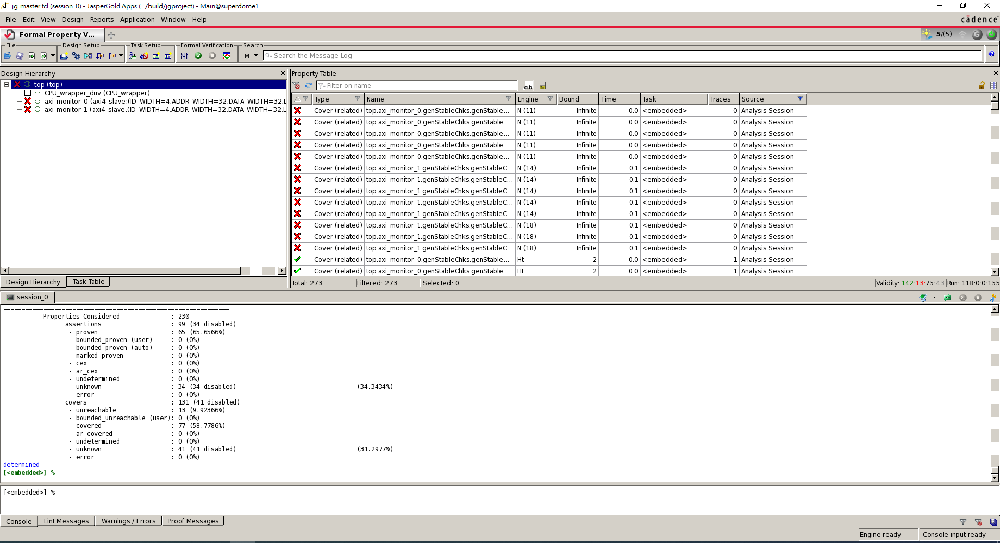 jg_master.tcl (session_0) - JasperGold Apps (.../build/jgproject) - Main@superdome1
File Edit View Design Reports Application Window Help
cādence
Formal Property V...
5/(5)
File Design Setup Task Setup Formal Verification Search
M Search the Message Log
Design Hierarchy
top (top)
CPU_wrapper_duv (CPU_wrapper)
axi_monitor_0 (axi4_slave:(ID_WIDTH=4,ADDR_WIDTH=32,DATA_WIDTH=32,L
axi_monitor_1 (axi4_slave:(ID_WIDTH=4,ADDR_WIDTH=32,DATA_WIDTH=32,L
Design Hierarchy Task Table
Property Table
Filter on name
a.b
Type Name Engine Bound Time Task Traces Source
Cover (related) top.axi_monitor_0.genStableChks.genStable... N (11) Infinite 0.0 <embedded> 0 Analysis Session
Cover (related) top.axi_monitor_0.genStableChks.genStable... N (11) Infinite 0.0 <embedded> 0 Analysis Session
Cover (related) top.axi_monitor_0.genStableChks.genStable... N (11) Infinite 0.0 <embedded> 0 Analysis Session
Cover (related) top.axi_monitor_0.genStableChks.genStable... N (11) Infinite 0.0 <embedded> 0 Analysis Session
Cover (related) top.axi_monitor_0.genStableChks.genStable... N (11) Infinite 0.0 <embedded> 0 Analysis Session
Cover (related) top.axi_monitor_1.genStableChks.genStableC... N (14) Infinite 0.1 <embedded> 0 Analysis Session
Cover (related) top.axi_monitor_1.genStableChks.genStableC... N (14) Infinite 0.1 <embedded> 0 Analysis Session
Cover (related) top.axi_monitor_1.genStableChks.genStableC... N (14) Infinite 0.1 <embedded> 0 Analysis Session
Cover (related) top.axi_monitor_1.genStableChks.genStableC... N (14) Infinite 0.1 <embedded> 0 Analysis Session
Cover (related) top.axi_monitor_1.genStableChks.genStableC... N (14) Infinite 0.1 <embedded> 0 Analysis Session
Cover (related) top.axi_monitor_1.genStableChks.genStableC... N (18) Infinite 0.1 <embedded> 0 Analysis Session
Cover (related) top.axi_monitor_1.genStableChks.genStableC... N (18) Infinite 0.1 <embedded> 0 Analysis Session
Cover (related) top.axi_monitor_1.genStableChks.genStableC... N (18) Infinite 0.1 <embedded> 0 Analysis Session
Cover (related) top.axi_monitor_0.genStableChks.genStable... Ht 2 0.0 <embedded> 1 Analysis Session
Cover (related) top.axi_monitor_0.genStableChks.genStable... Ht 2 0.0 <embedded> 1 Analysis Session
Total: 273 Filtered: 273 Selected: 0 Validity: 142:13:75:43 Run: 118:0:0:155
session_0
==============================================================
Properties Considered : 230
assertions : 99 (34 disabled)
- proven : 65 (65.6566%)
- bounded_proven (user) : 0 (0%)
- bounded_proven (auto) : 0 (0%)
- marked_proven : 0 (0%)
- cex : 0 (0%)
- ar_cex : 0 (0%)
- undetermined : 0 (0%)
- unknown : 34 (34 disabled) (34.3434%)
- error : 0 (0%)
covers : 131 (41 disabled)
- unreachable : 13 (9.92366%)
- bounded_unreachable (user): 0 (0%)
- covered : 77 (58.7786%)
- ar_covered : 0 (0%)
- undetermined : 0 (0%)
- unknown : 41 (41 disabled) (31.2977%)
- error : 0 (0%)
determined
[<embedded>] %
[<embedded>] %
Console Lint Messages Warnings / Errors Proof Messages
Engine ready Console input ready